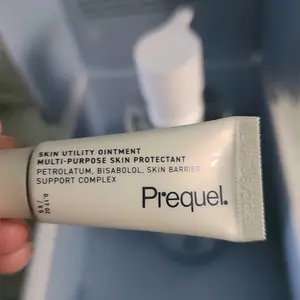 SKIN UTILITY OINTMENT
MULTI-PURPOSE SKIN PROTECTANT
PETROLATUM, BISABOLOL, SKIN BARRIER
SUPPORT COMPLEX
Prequel.